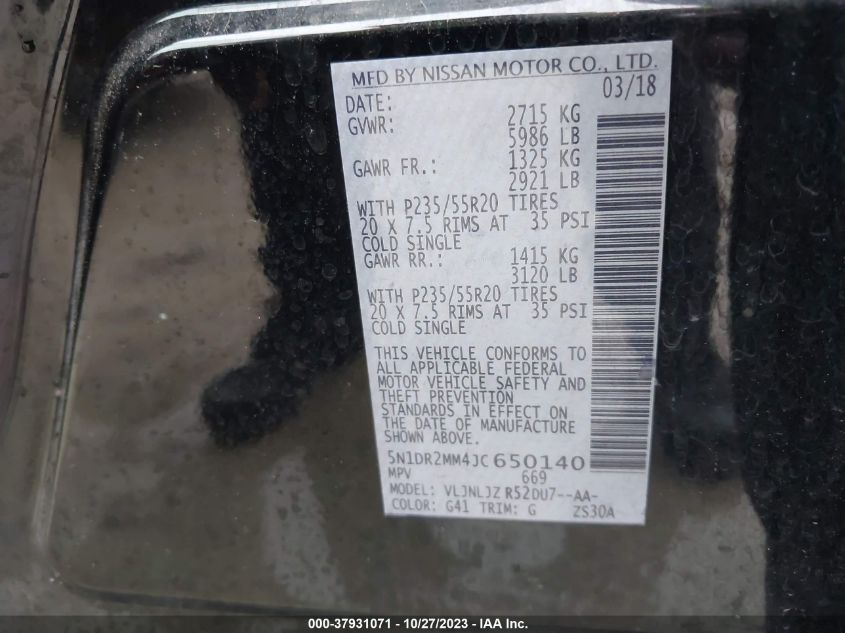 MFD BY NISSAN MOTOR CO., LTD.
DATE: 03/18
GVWR: 2715 KG
5986 LB
GAWR FR.: 1325 KG
2921 LB
WITH P235/55R20 TIRES
20 X 7.5 RIMS AT 35 PSI
COLD SINGLE
GAWR RR.: 1415 KG
3120 LB
WITH P235/55R20 TIRES
20 X 7.5 RIMS AT 35 PSI
COLD SINGLE
THIS VEHICLE CONFORMS TO
ALL APPLICABLE FEDERAL
MOTOR VEHICLE SAFETY AND
THEFT PREVENTION
STANDARDS IN EFFECT ON
THE DATE OF MANUFACTURE
SHOWN ABOVE.
5N1DR2MM4JC650140
MPV 669
MODEL: VLJNLJZ R52DU7--AA-
COLOR: G41 TRIM: G ZS30A
000-37931071 - 10/27/2023 - IAA Inc.